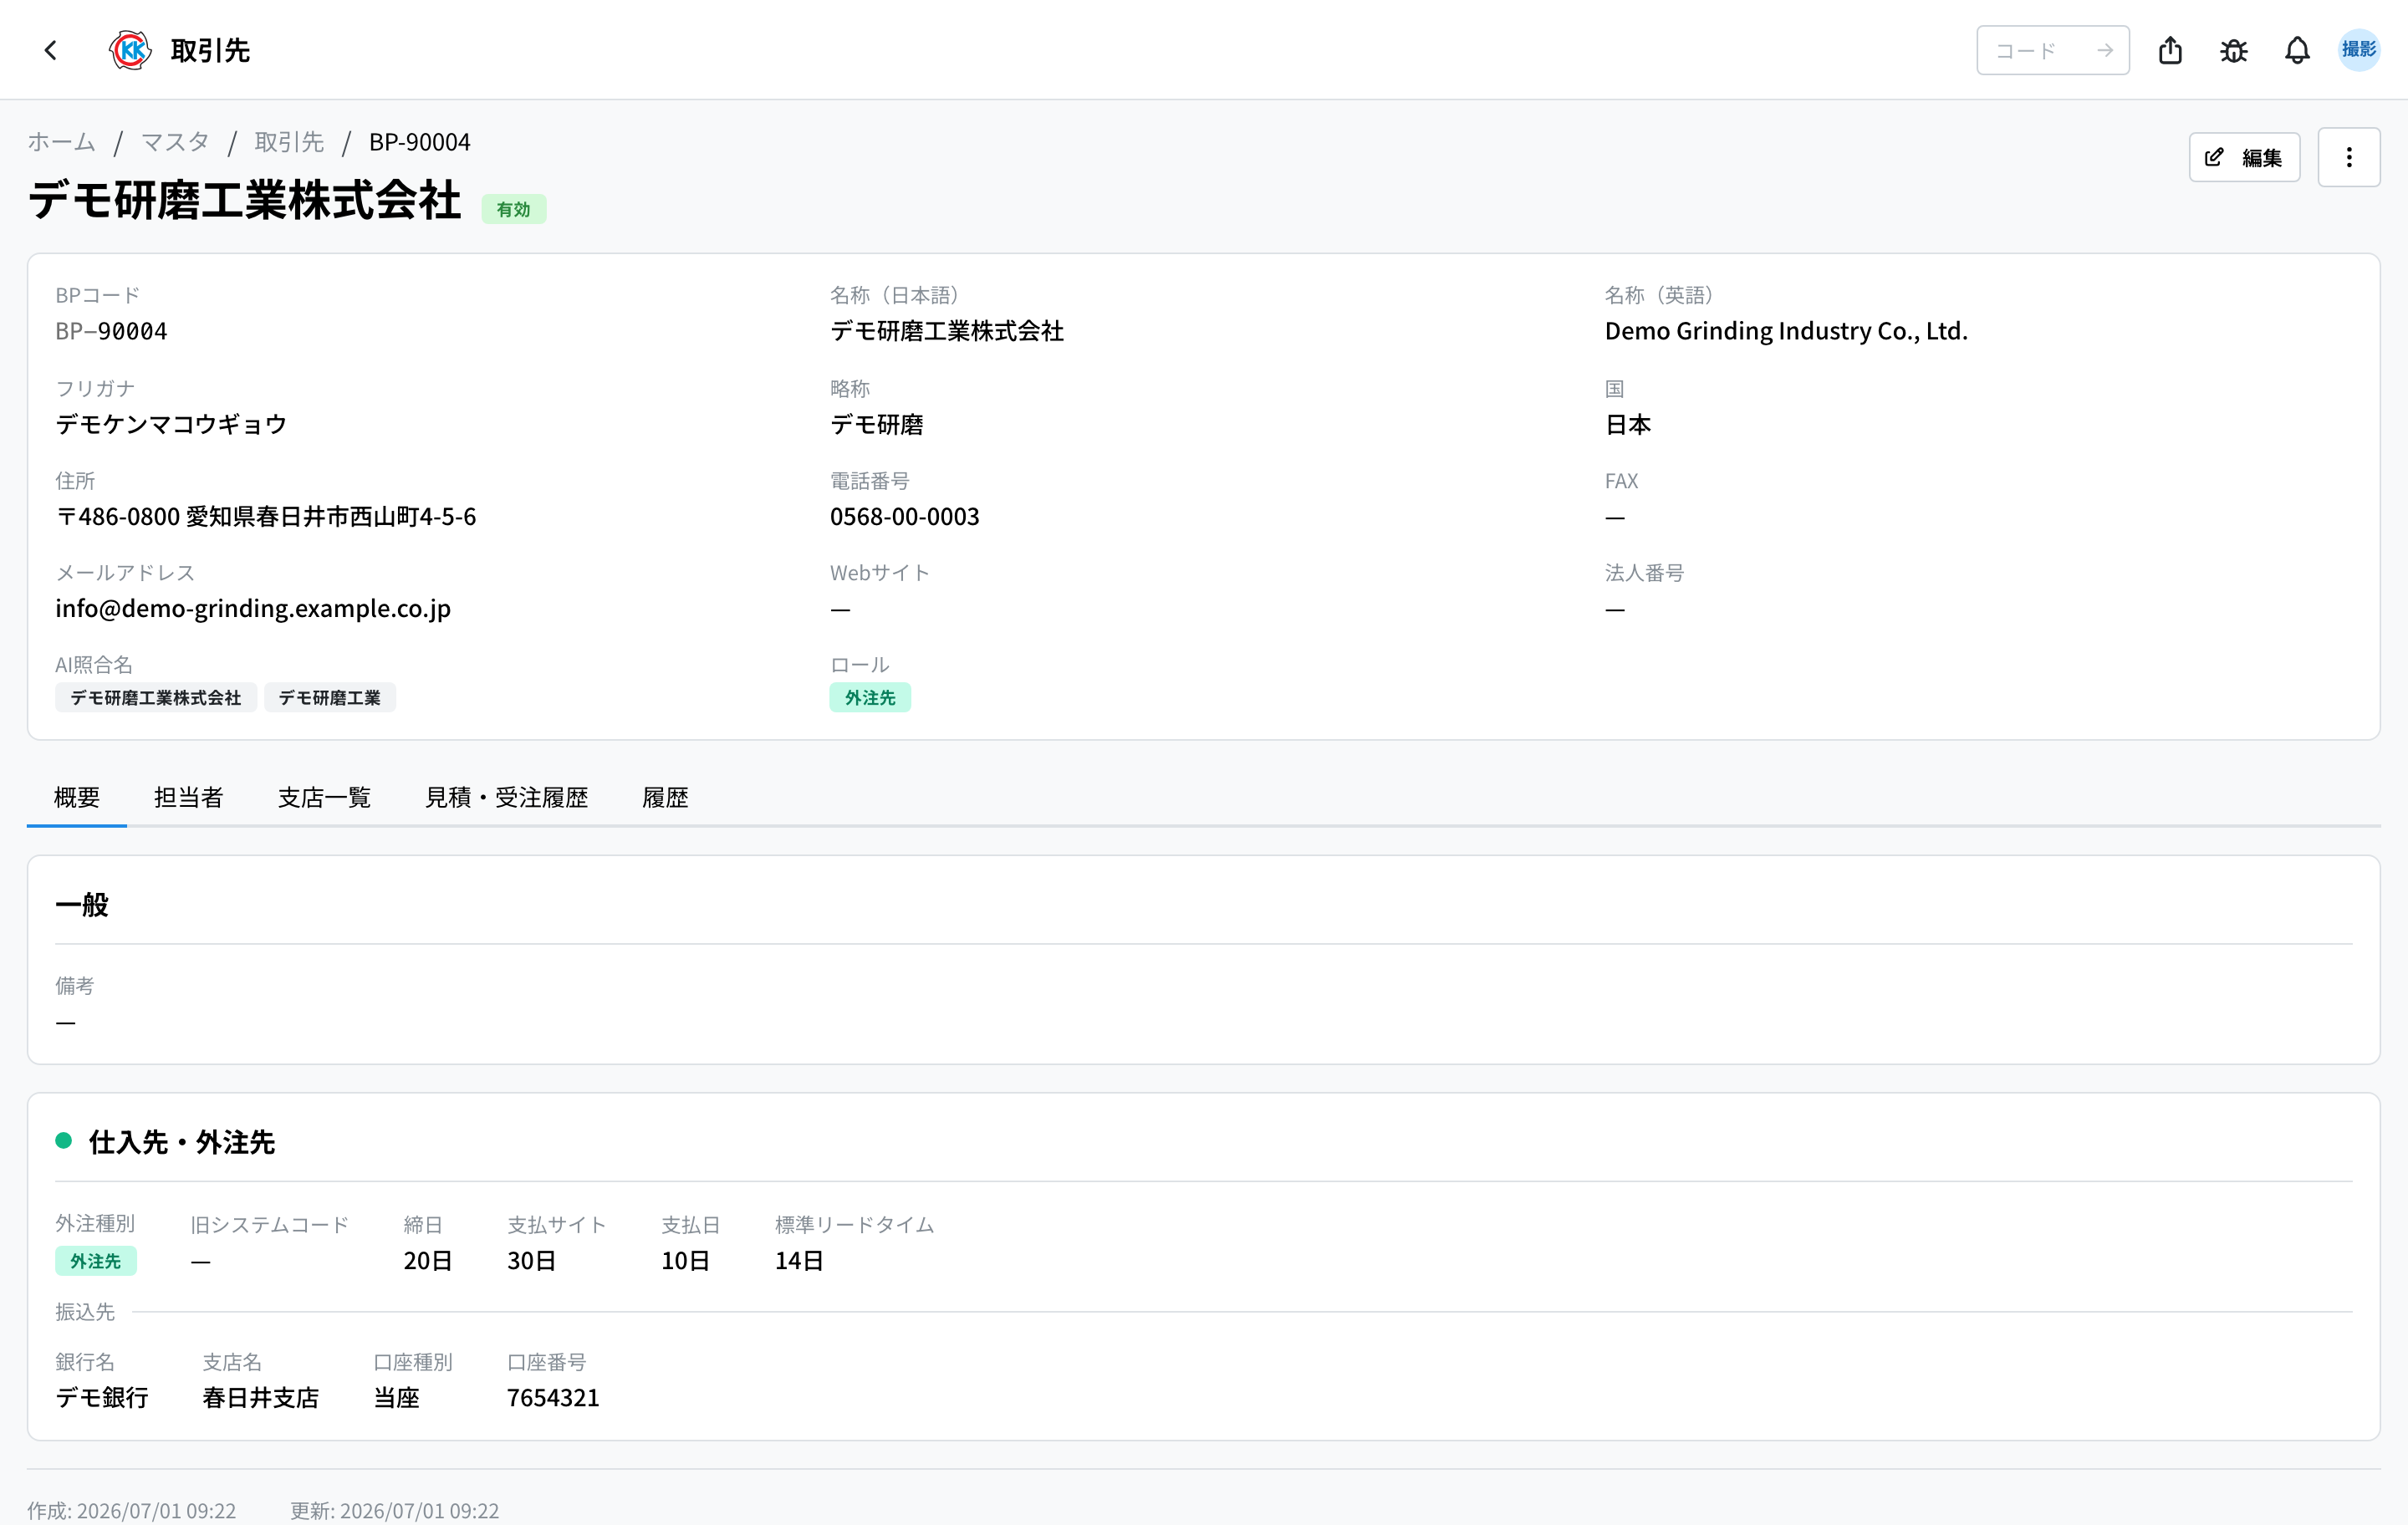 CKK 取引先 コード 撮影
ホーム / マスタ / 取引先 / BP-90004
編集
デモ研磨工業株式会社 有効
BPコード 名称（日本語） 名称（英語）
BP-90004 デモ研磨工業株式会社 Demo Grinding Industry Co., Ltd.
フリガナ 略称 国
デモケンマコウギョウ デモ研磨 日本
住所 電話番号 FAX
〒486-0800 愛知県春日井市西山町4-5-6 0568-00-0003 —
メールアドレス Webサイト 法人番号
info@demo-grinding.example.co.jp — —
AI照合名 ロール
デモ研磨工業株式会社 デモ研磨工業 外注先
概要 担当者 支店一覧 見積・受注履歴 履歴
一般
備考
—
仕入先・外注先
外注種別 旧システムコード 締日 支払サイト 支払日 標準リードタイム
外注先 — 20日 30日 10日 14日
振込先
銀行名 支店名 口座種別 口座番号
デモ銀行 春日井支店 当座 7654321
作成: 2026/07/01 09:22 更新: 2026/07/01 09:22